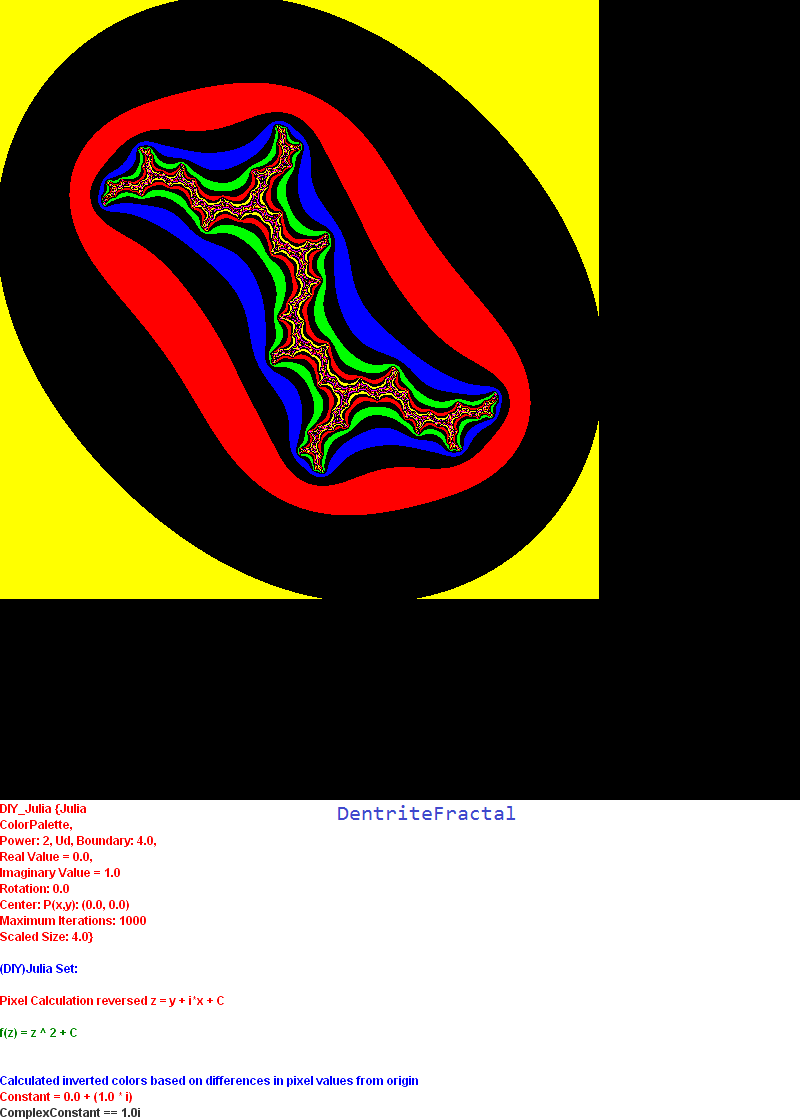 DIY_Julia {Julia
DentriteFractal
ColorPalette,
Power: 2, Ud, Boundary: 4.0,
Real Value = 0.0,
Imaginary Value = 1.0
Rotation: 0.0
Center: P(x,y): (0.0, 0.0)
Maximum Iterations: 1000
Scaled Size: 4.0}
(DIY)Julia Set:
Pixel Calculation reversed z = y + i*x + C
f(z) = z ^ 2 + C
Calculated inverted colors based on differences in pixel values from origin
Constant = 0.0 + (1.0 * i)
ComplexConstant == 1.0i